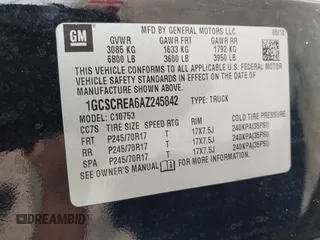 GM
MFD BY GENERAL MOTORS LLC
05/10
GVWR GAWR FRT GAWR RR
3085 KG 1633 KG 1792 KG
6800 LB 3600 LB 3950 LB
THIS VEHICLE CONFORMS TO ALL APPLICABLE U.S. FEDERAL MOTOR
VEHICLE SAFETY STANDARDS IN EFFECT ON THE DATE OF
MANUFACTURE SHOWN ABOVE.
1GCSCREA6AZ245842 TYPE: TRUCK
MODEL: C10753
CC7S TIRE SIZE SPEED RTG RIM COLD TIRE PRESSURE
FRT P245/70R17 T 17X7.5J 240KPA(35PSI)
RR P245/70R17 T 17X7.5J 240KPA(35PSI)
SPA P245/70R17 T 17X7.5J 240KPA(35PSI)
SEE OWNER'S MANUAL FOR ADDITIONAL INFORMATION.
AUTOBIDMASTER